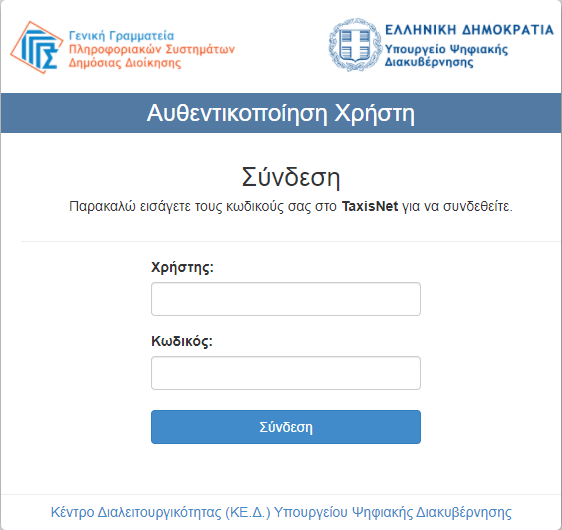 Γενική Γραμματεία
Πληροφοριακών Συστημάτων
Δημόσιας Διοίκησης
ΕΛΛΗΝΙΚΗ ΔΗΜΟΚΡΑΤΙΑ
Υπουργείο Ψηφιακής
Διακυβέρνησης
Αυθεντικοποίηση Χρήστη
Σύνδεση
Παρακαλώ εισάγετε τους κωδικούς σας στο TaxisNet για να συνδεθείτε.
Χρήστης:
Κωδικός:
Σύνδεση
Κέντρο Διαλειτουργικότητας (ΚΕ.Δ.) Υπουργείου Ψηφιακής Διακυβέρνησης